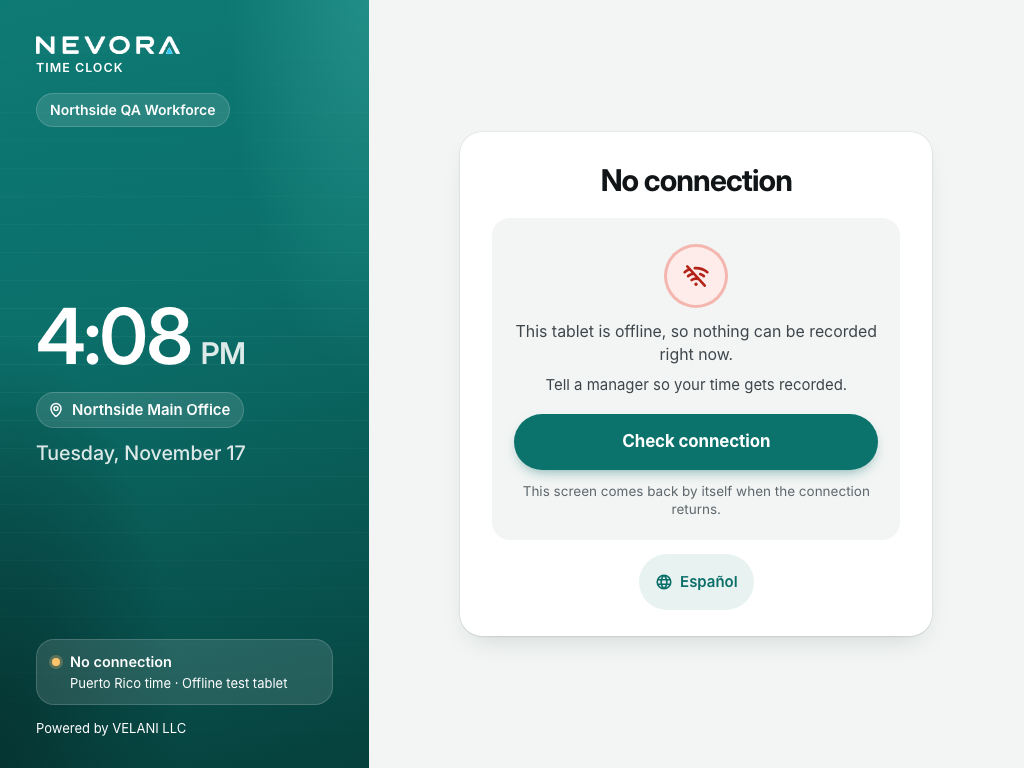 NEVORA
TIME CLOCK
Northside QA Workforce
4:08 PM
Northside Main Office
Tuesday, November 17
No connection
Puerto Rico time · Offline test tablet
Powered by VELANI LLC
No connection
This tablet is offline, so nothing can be recorded
right now.
Tell a manager so your time gets recorded.
Check connection
This screen comes back by itself when the connection
returns.
Español